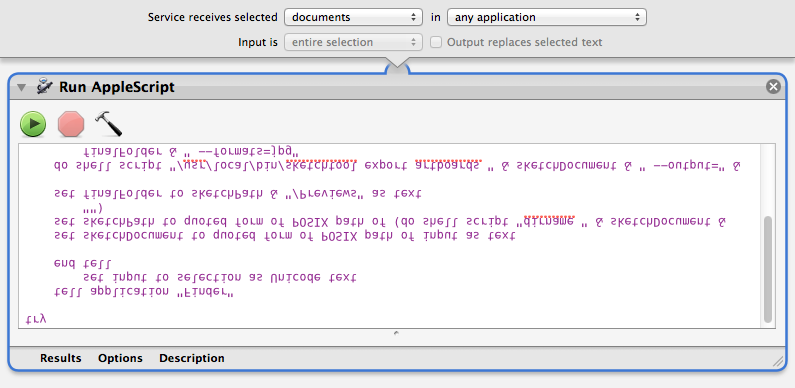 Service receives selected documents in any application
Input is entire selection Output replaces selected text
Run AppleScript
try
tell application "Finder"
set input to selection as Unicode text
end tell
set sketchDocument to quoted form of POSIX path of input as text
set sketchPath to quoted form of POSIX path of (do shell script "dirname " & sketchDocument &
"")
set finalFolder to sketchPath & "/Previews" as text
do shell script "/usr/local/bin/sketchtool export artboards " & sketchDocument & " --output=" &
finalFolder & " --formats=jpg"
Results Options Description